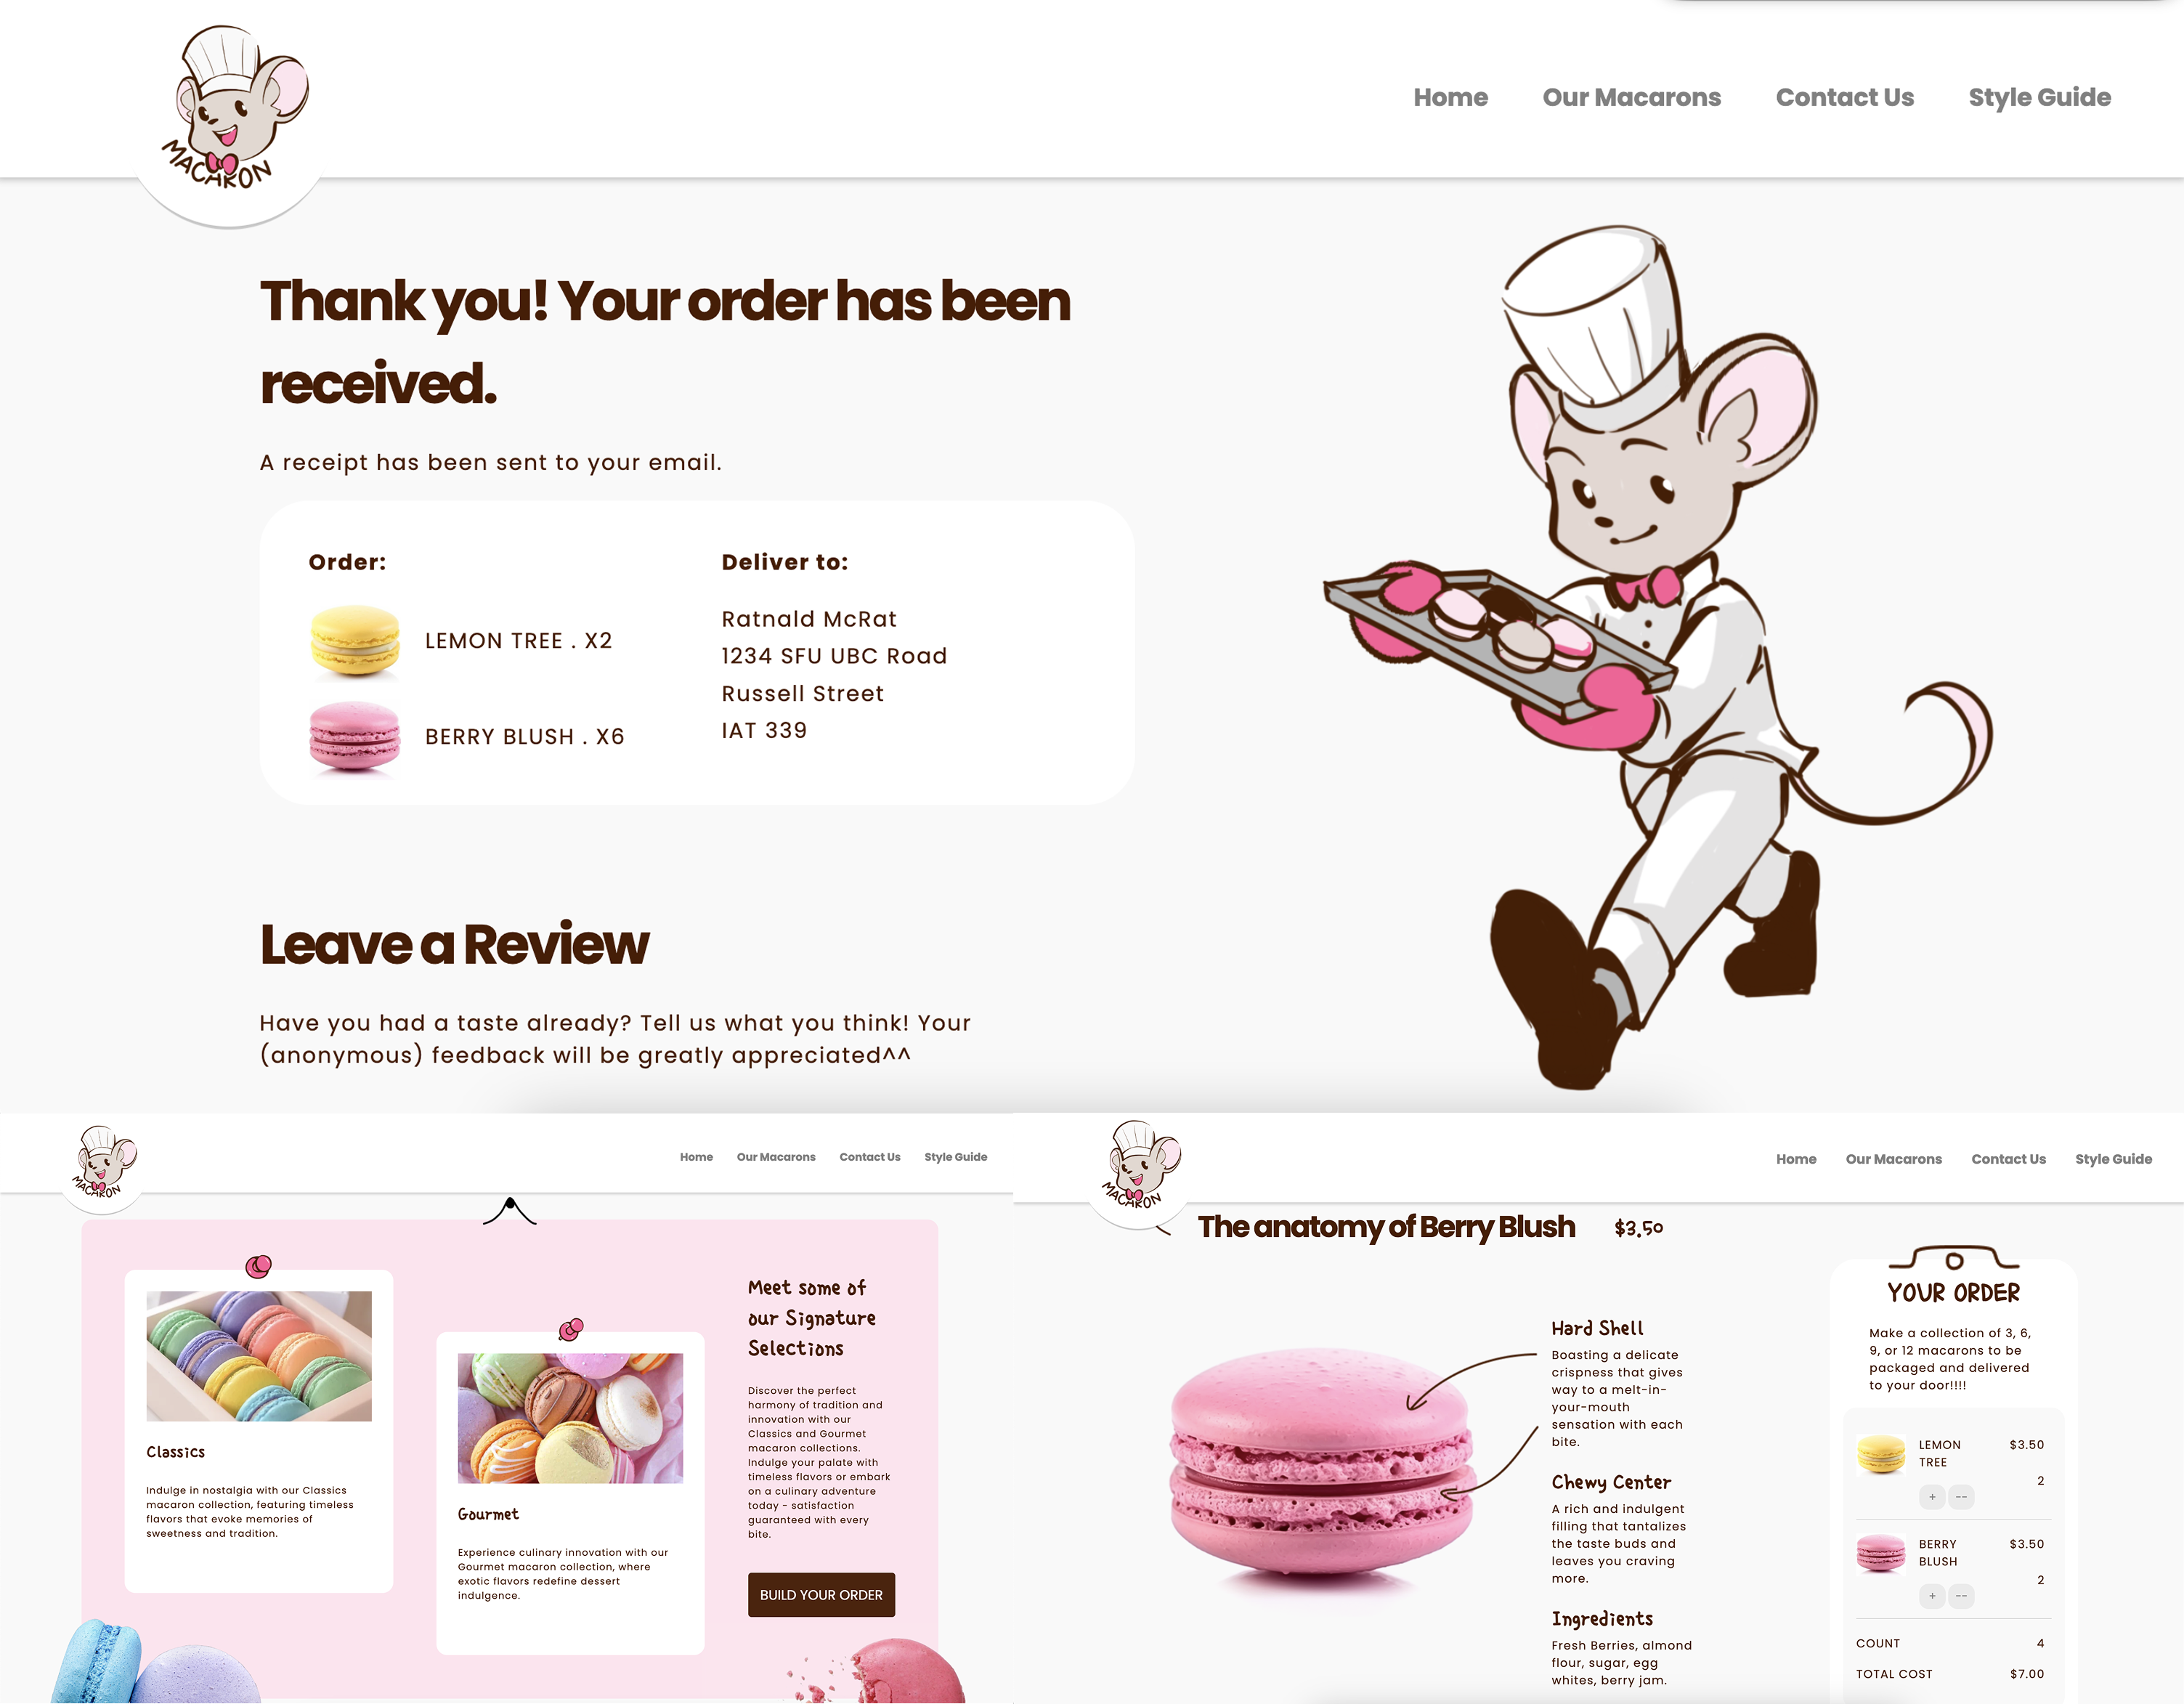 MACARON
Home Our Macarons Contact Us Style Guide
Thank you! Your order has been
received.
A receipt has been sent to your email.
Order:
LEMON TREE . X2
BERRY BLUSH . X6
Deliver to:
Ratnald McRat
1234 SFU UBC Road
Russell Street
IAT 339
Leave a Review
Have you had a taste already? Tell us what you think! Your
(anonymous) feedback will be greatly appreciated^^
MACARON
Home Our Macarons Contact Us Style Guide
Classics
Indulge in nostalgia with our Classics
macaron collection, featuring timeless
flavors that evoke memories of
sweetness and tradition.
Gourmet
Experience culinary innovation with our
Gourmet macaron collection, where
exotic flavors redefine dessert
indulgence.
Meet some of
our Signature
Selections
Discover the perfect
harmony of tradition and
innovation with our
Classics and Gourmet
macaron collections.
Indulge your palate with
timeless flavors or embark
on a culinary adventure
today - satisfaction
guaranteed with every
bite.
BUILD YOUR ORDER
MACARON
Home Our Macarons Contact Us Style Guide
The anatomy of Berry Blush $3.50
Hard Shell
Boasting a delicate
crispness that gives
way to a melt-in-
your-mouth
sensation with each
bite.
Chewy Center
A rich and indulgent
filling that tantalizes
the taste buds and
leaves you craving
more.
Ingredients
Fresh Berries, almond
flour, sugar, egg
whites, berry jam.
YOUR ORDER
Make a collection of 3, 6,
9, or 12 macarons to be
packaged and delivered
to your door!!!!
LEMON $3.50
TREE
2
+ --
BERRY $3.50
BLUSH
2
+ --
COUNT 4
TOTAL COST $7.00